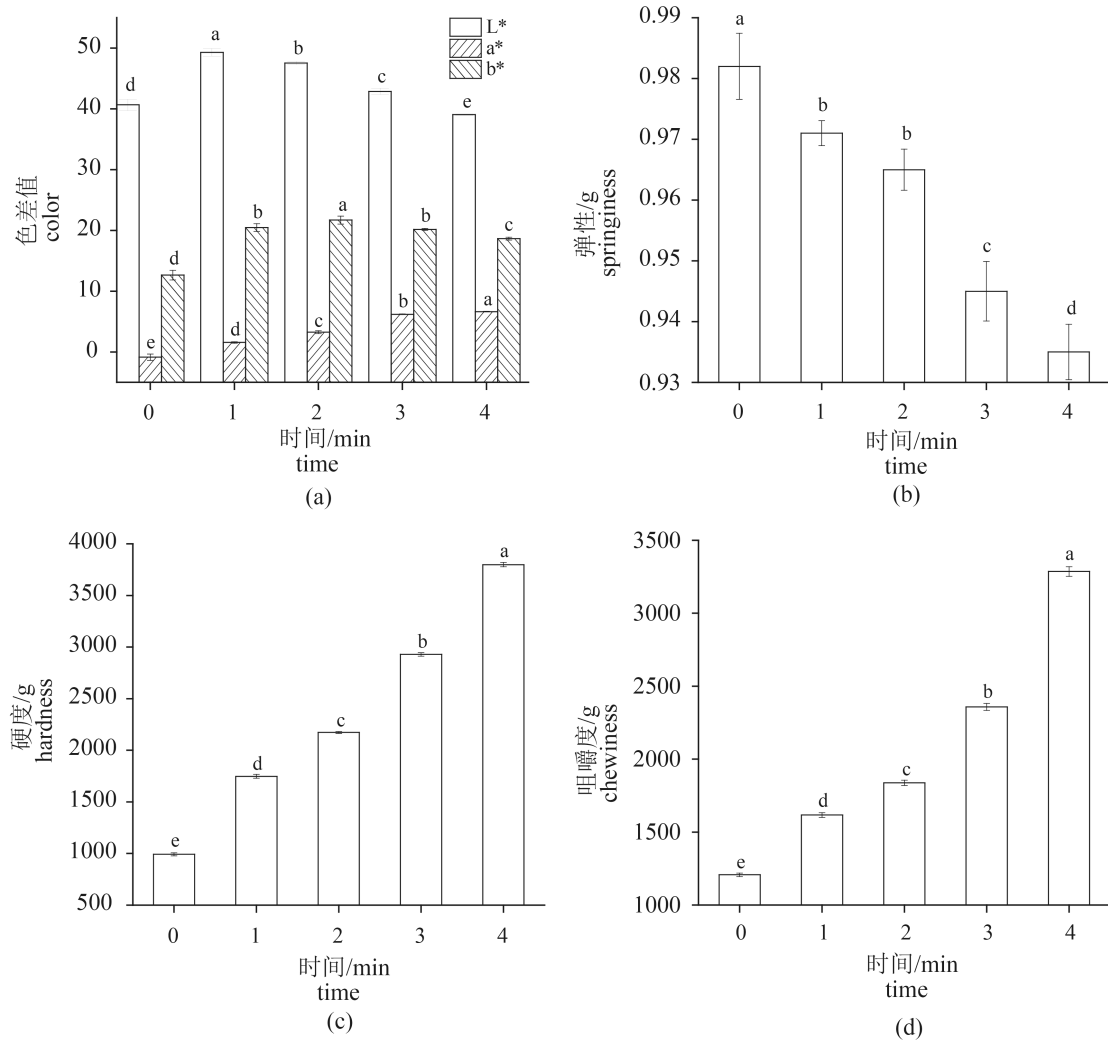 L*
a*
b*
50
40
30
20
10
0
d
a
b
c
e
e
d
d
b
c
a
b
b
a
c
色差值
color
0
1
2
3
4
时间/min
time
(a)
0.99
0.98
0.97
0.96
0.95
0.94
0.93
a
b
b
c
d
弹性/g
springiness
0
1
2
3
4
时间/min
time
(b)
4000
3500
3000
2500
2000
1500
1000
500
e
d
c
b
a
硬度/g
hardness
0
1
2
3
4
时间/min
time
(c)
3500
3000
2500
2000
1500
1000
e
d
c
b
a
咀嚼度/g
chewiness
0
1
2
3
4
时间/min
time
(d)